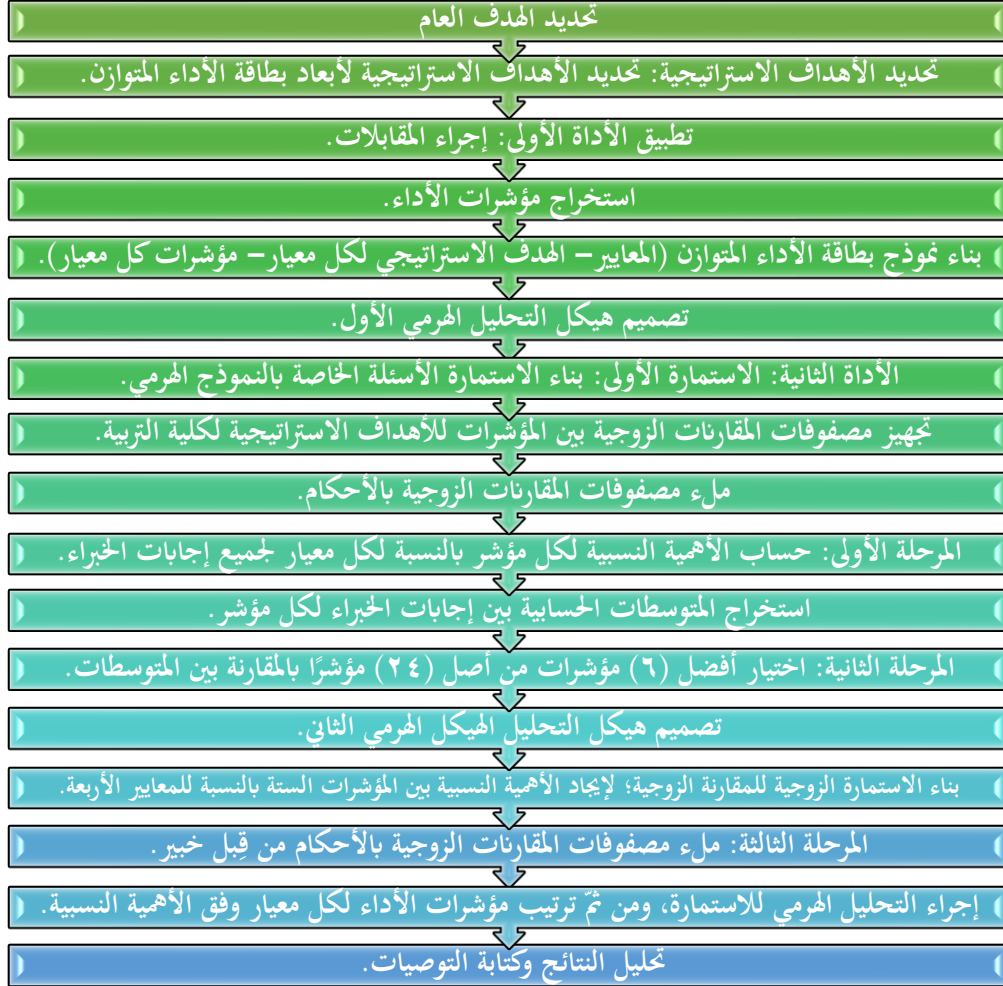 تحديد الهدف العام
تحديد الأهداف الاستراتيجية: تحديد الأهداف الاستراتيجية لأبعاد بطاقة الأداء المتوازن.
تطبيق الأداة الأولى: إجراء المقابلات.
استخراج مؤشرات الأداء.
بناء نموذج بطاقة الأداء المتوازن (المعايير– الهدف الاستراتيجي لكل معيار– مؤشرات كل معيار).
تصميم هيكل التحليل الهرمي الأول.
الأداة الثانية: الاستمارة الأولى: بناء الاستمارة الأسئلة الخاصة بالنموذج الهرمي.
تجهيز مصفوفات المقارنات الزوجية بين المؤشرات للأهداف الاستراتيجية لكلية التربية.
ملء مصفوفات المقارنات الزوجية بالأحكام.
المرحلة الأولى: حساب الأهمية النسبية لكل مؤشر بالنسبة لكل معيار لجميع إجابات الخبراء.
استخراج المتوسطات الحسابية بين إجابات الخبراء لكل مؤشر.
المرحلة الثانية: اختيار أفضل (٦) مؤشرات من أصل (٢٤) مؤشرًا بالمقارنة بين المتوسطات.
تصميم هيكل التحليل الهيكل الهرمي الثاني.
بناء الاستمارة الزوجية للمقارنة الزوجية؛ لإيجاد الأهمية النسبية بين المؤشرات الستة بالنسبة للمعايير الأربعة.
المرحلة الثالثة: ملء مصفوفات المقارنات الزوجية بالأحكام من قِبل خبير.
إجراء التحليل الهرمي للاستمارة، ومن ثمّ ترتيب مؤشرات الأداء لكل معيار وفق الأهمية النسبية.
تحليل النتائج وكتابة التوصيات.